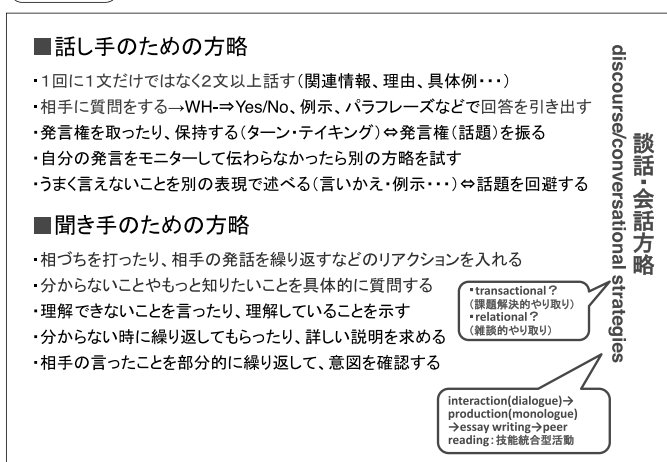 ■話し手のための方略
・1回に1文だけではなく2文以上話す(関連情報、理由、具体例・・・)
・相手に質問をする→WH-⇒Yes/No、例示、パラフレーズなどで回答を引き出す
・発言権を取ったり、保持する(ターン・テイキング)⇔発言権(話題)を振る
・自分の発言をモニターして伝わらなかったら別の方略を試す
・うまく言えないことを別の表現で述べる(言いかえ・例示・・・)⇔話題を回避する
■聞き手のための方略
・相づちを打ったり、相手の発話を繰り返すなどのリアクションを入れる
・分からないことやもっと知りたいことを具体的に質問する
・理解できないことを言ったり、理解していることを示す
・分からない時に繰り返してもらったり、詳しい説明を求める
・相手の言ったことを部分的に繰り返して、意図を確認する
談話・会話方略
discourse/conversational strategies
・transactional?
(課題解決的やり取り)
・relational?
(雑談的やり取り)
interaction(dialogue)→
production(monologue)
→essay writing→peer
reading:技能統合型活動